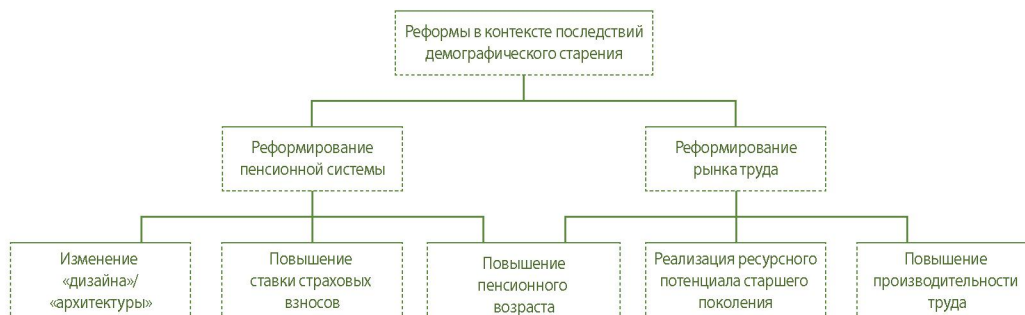 Реформы в контексте последствий
демографического старения
Реформирование
пенсионной системы
Реформирование
рынка труда
Изменение
«дизайна»/
«архитектуры»
Повышение
ставки страховых
взносов
Повышение
пенсионного
возраста
Реализация ресурсного
потенциала старшего
поколения
Повышение
производительности
труда